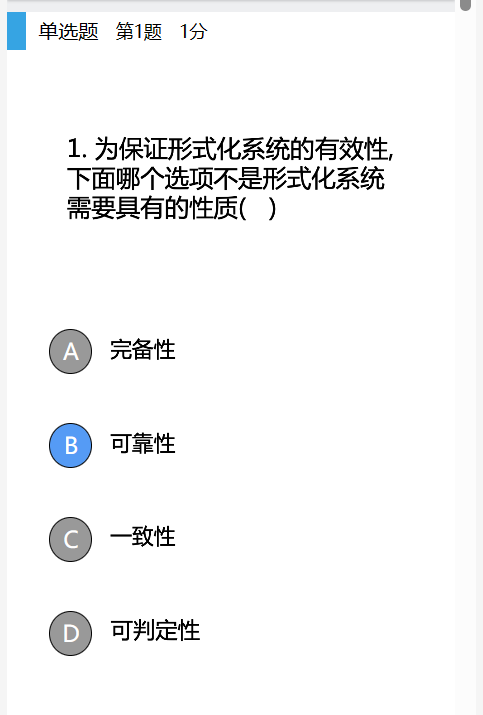 单选题 第1题 1分
1. 为保证形式化系统的有效性,
下面哪个选项不是形式化系统
需要具有的性质( )
A 完备性
B 可靠性
C 一致性
D 可判定性